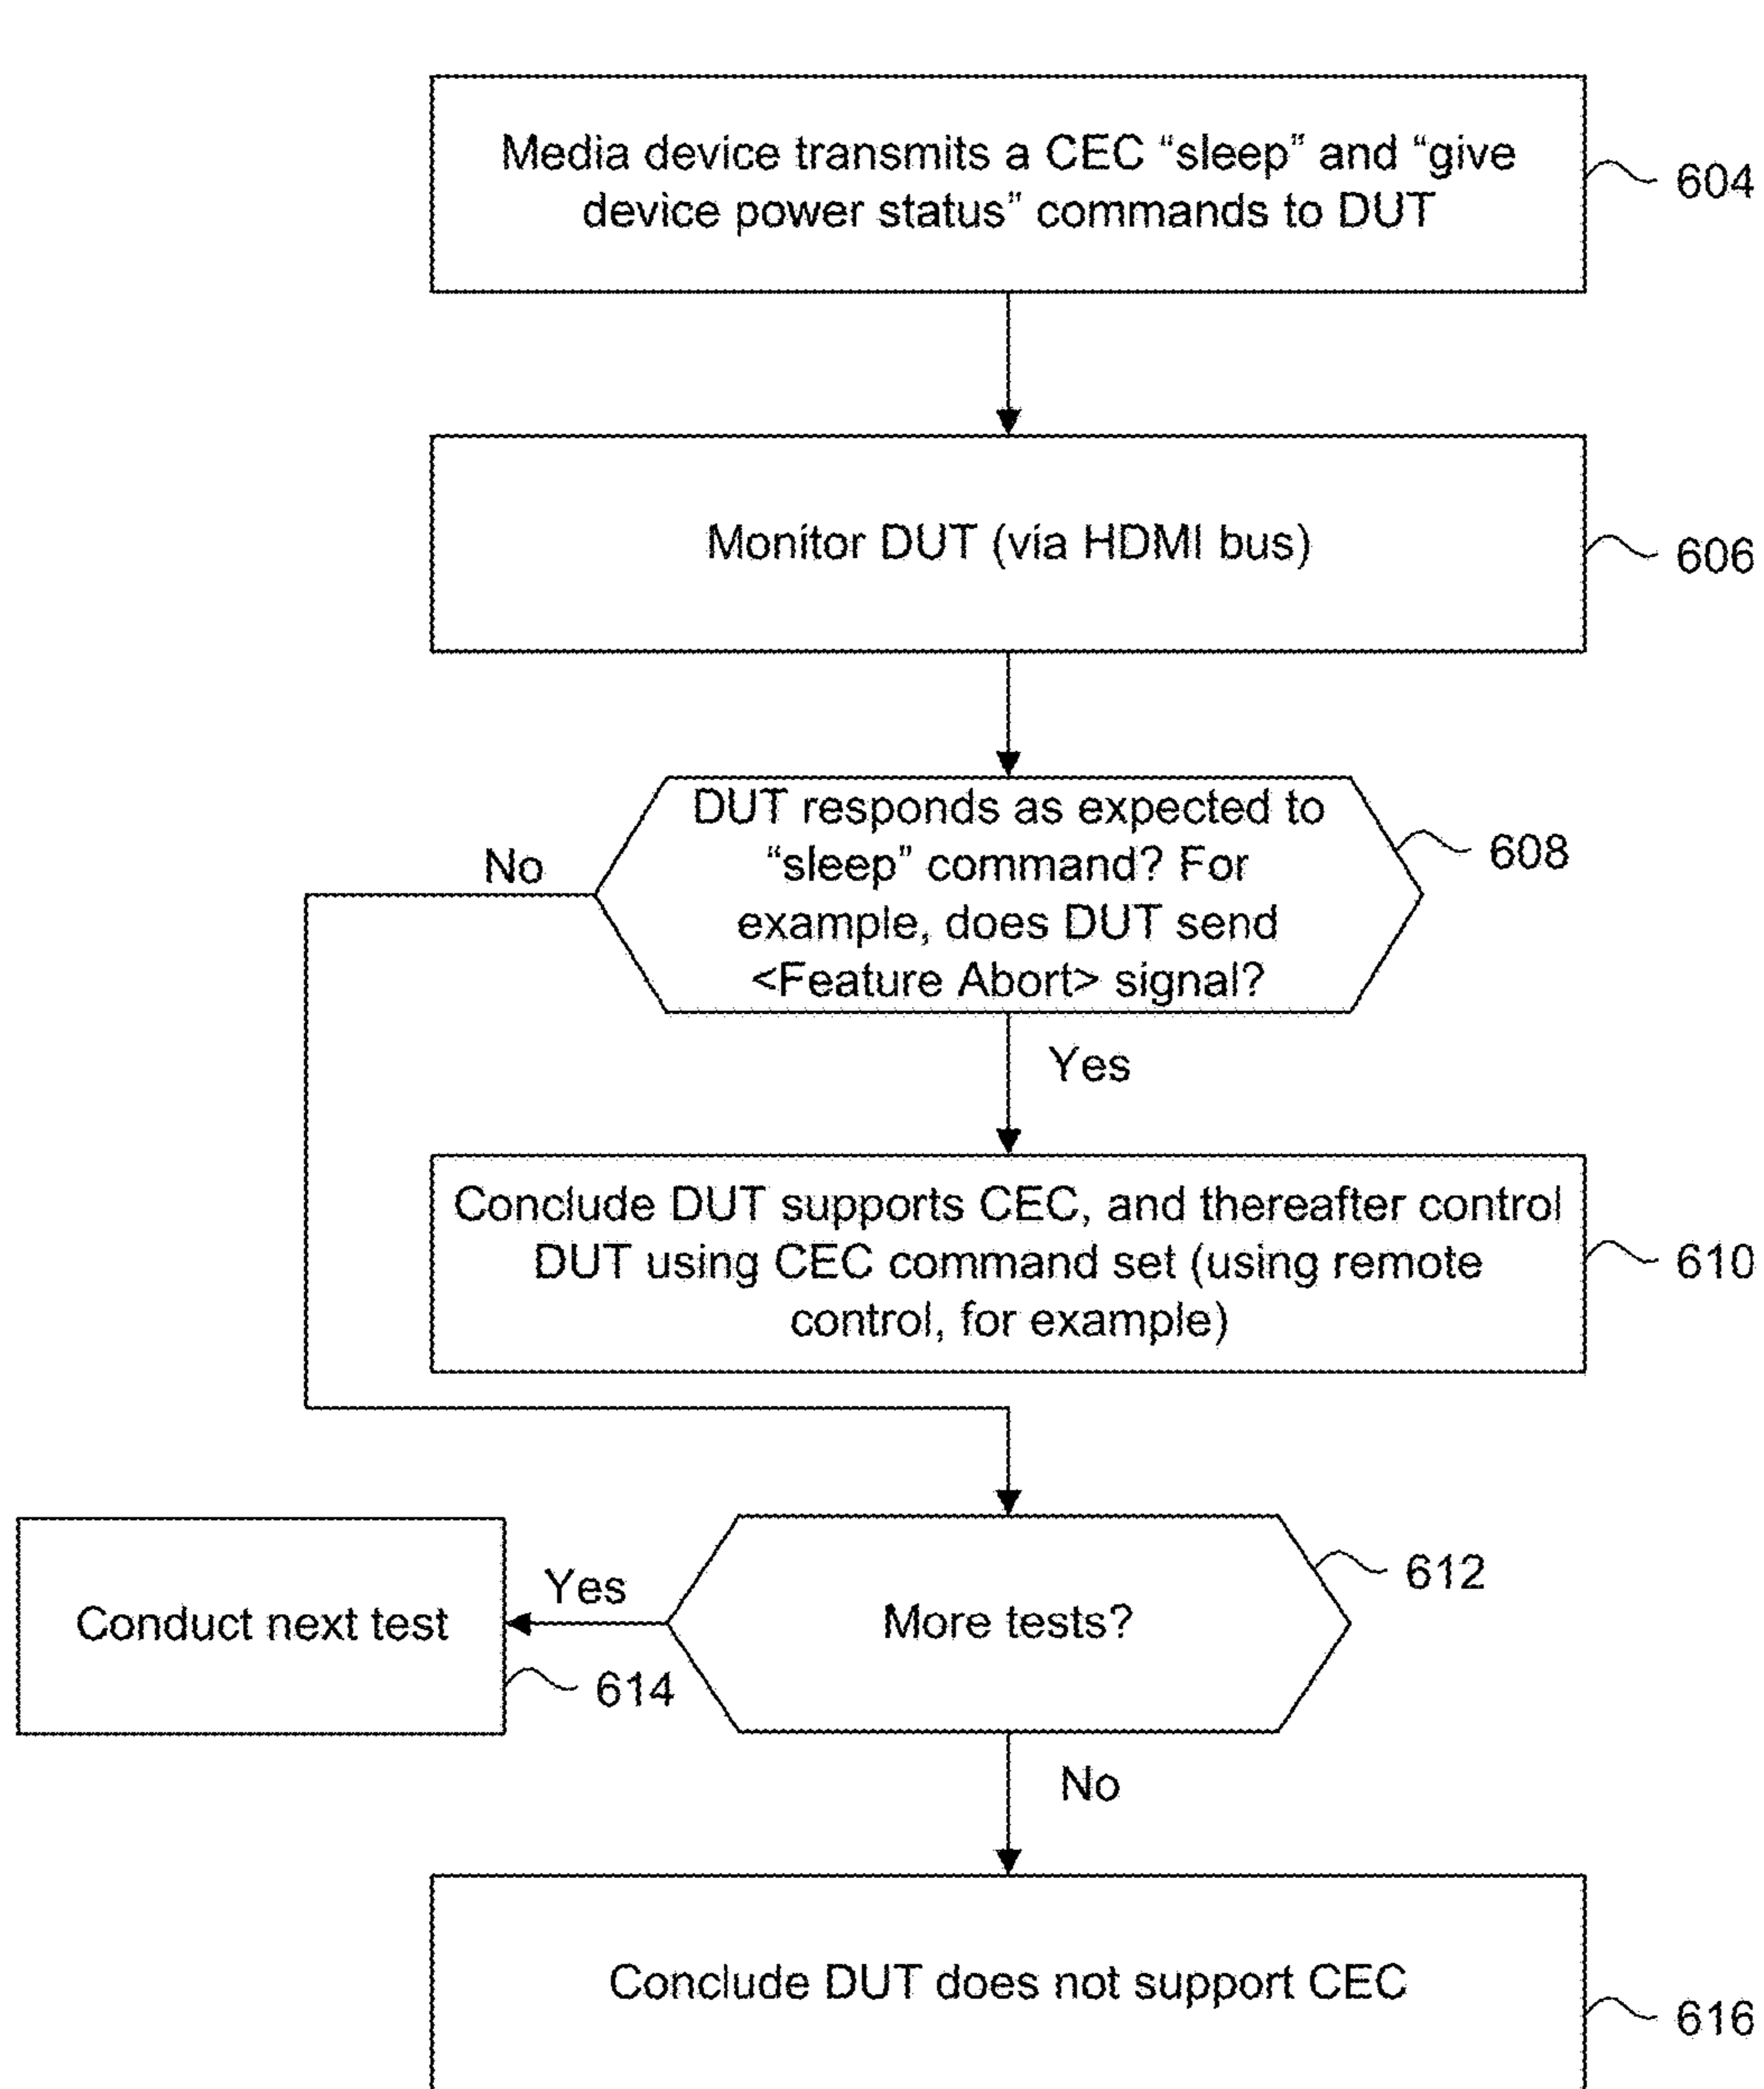 Media device transmits a CEC “sleep” and “give
device power status” commands to DUT
604
Monitor DUT (via HDMI bus)
606
DUT responds as expected to
“sleep” command? For
example, does DUT send
<Feature Abort> signal?
608
No
Yes
Conclude DUT supports CEC, and thereafter control
DUT using CEC command set (using remote
control, for example)
610
More tests?
612
Yes
Conduct next test
614
No
Conclude DUT does not support CEC
616